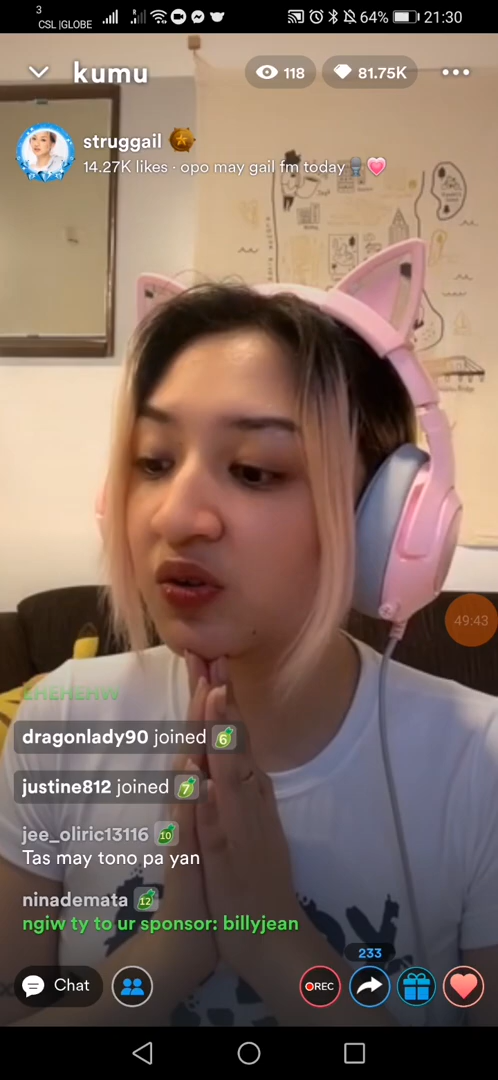 3
CSL |GLOBE
64%
21:30
kumu
118
81.75K
struggail
14.27K likes · opo may gail fm today
49:43
dragonlady90 joined 6
justine812 joined 7
jee_oliric13116 10
Tas may tono pa yan
ninademata 12
ngiw ty to ur sponsor: billyjean
233
Chat
REC